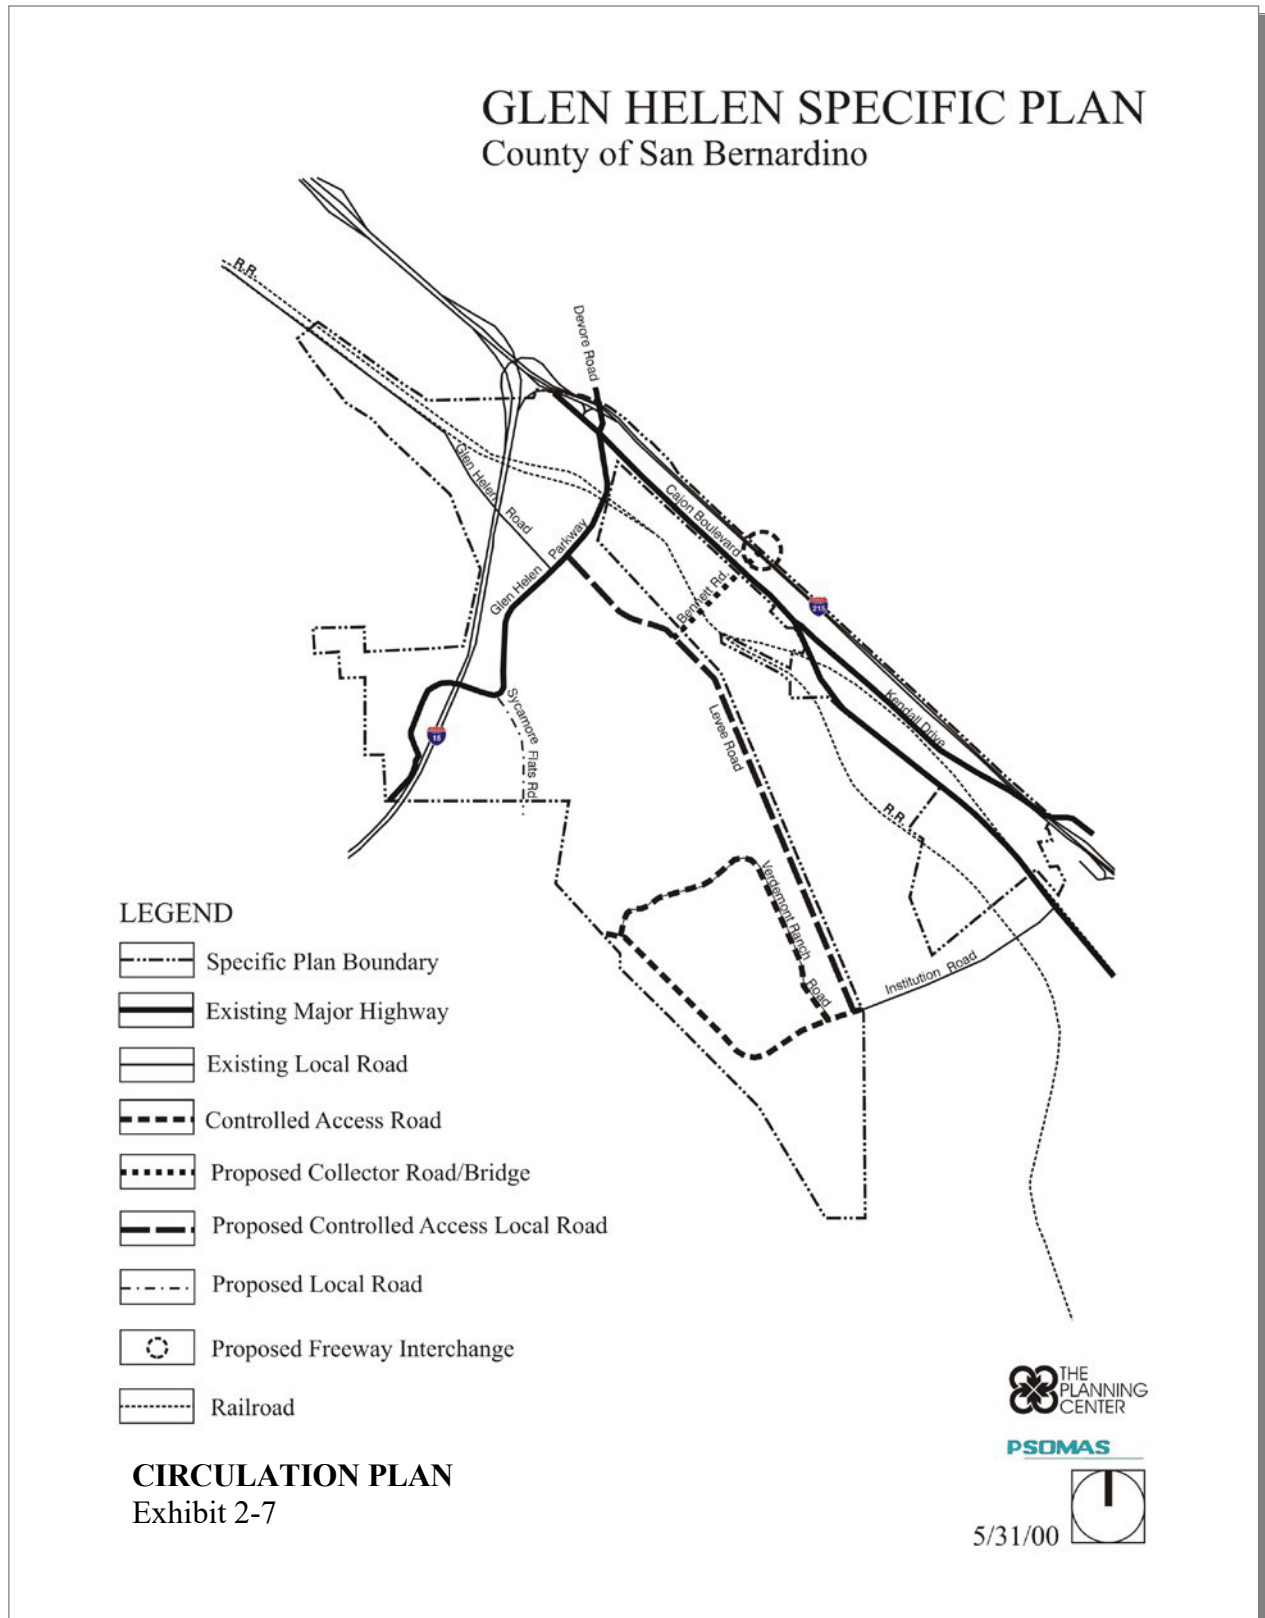 GLEN HELEN SPECIFIC PLAN
County of San Bernardino
R.R.
Devore Road
Glen Helen Road
Glen Helen Parkway
Cajon Boulevard
Bennett Rd.
215
Sycamore Flats Rd
15
Levee Road
Kendall Drive
R.R.
Verdemont Ranch Road
Institution Road
LEGEND
Specific Plan Boundary
Existing Major Highway
Existing Local Road
Controlled Access Road
Proposed Collector Road/Bridge
Proposed Controlled Access Local Road
Proposed Local Road
Proposed Freeway Interchange
Railroad
THE
PLANNING
CENTER
PSOMAS
CIRCULATION PLAN
Exhibit 2-7
5/31/00